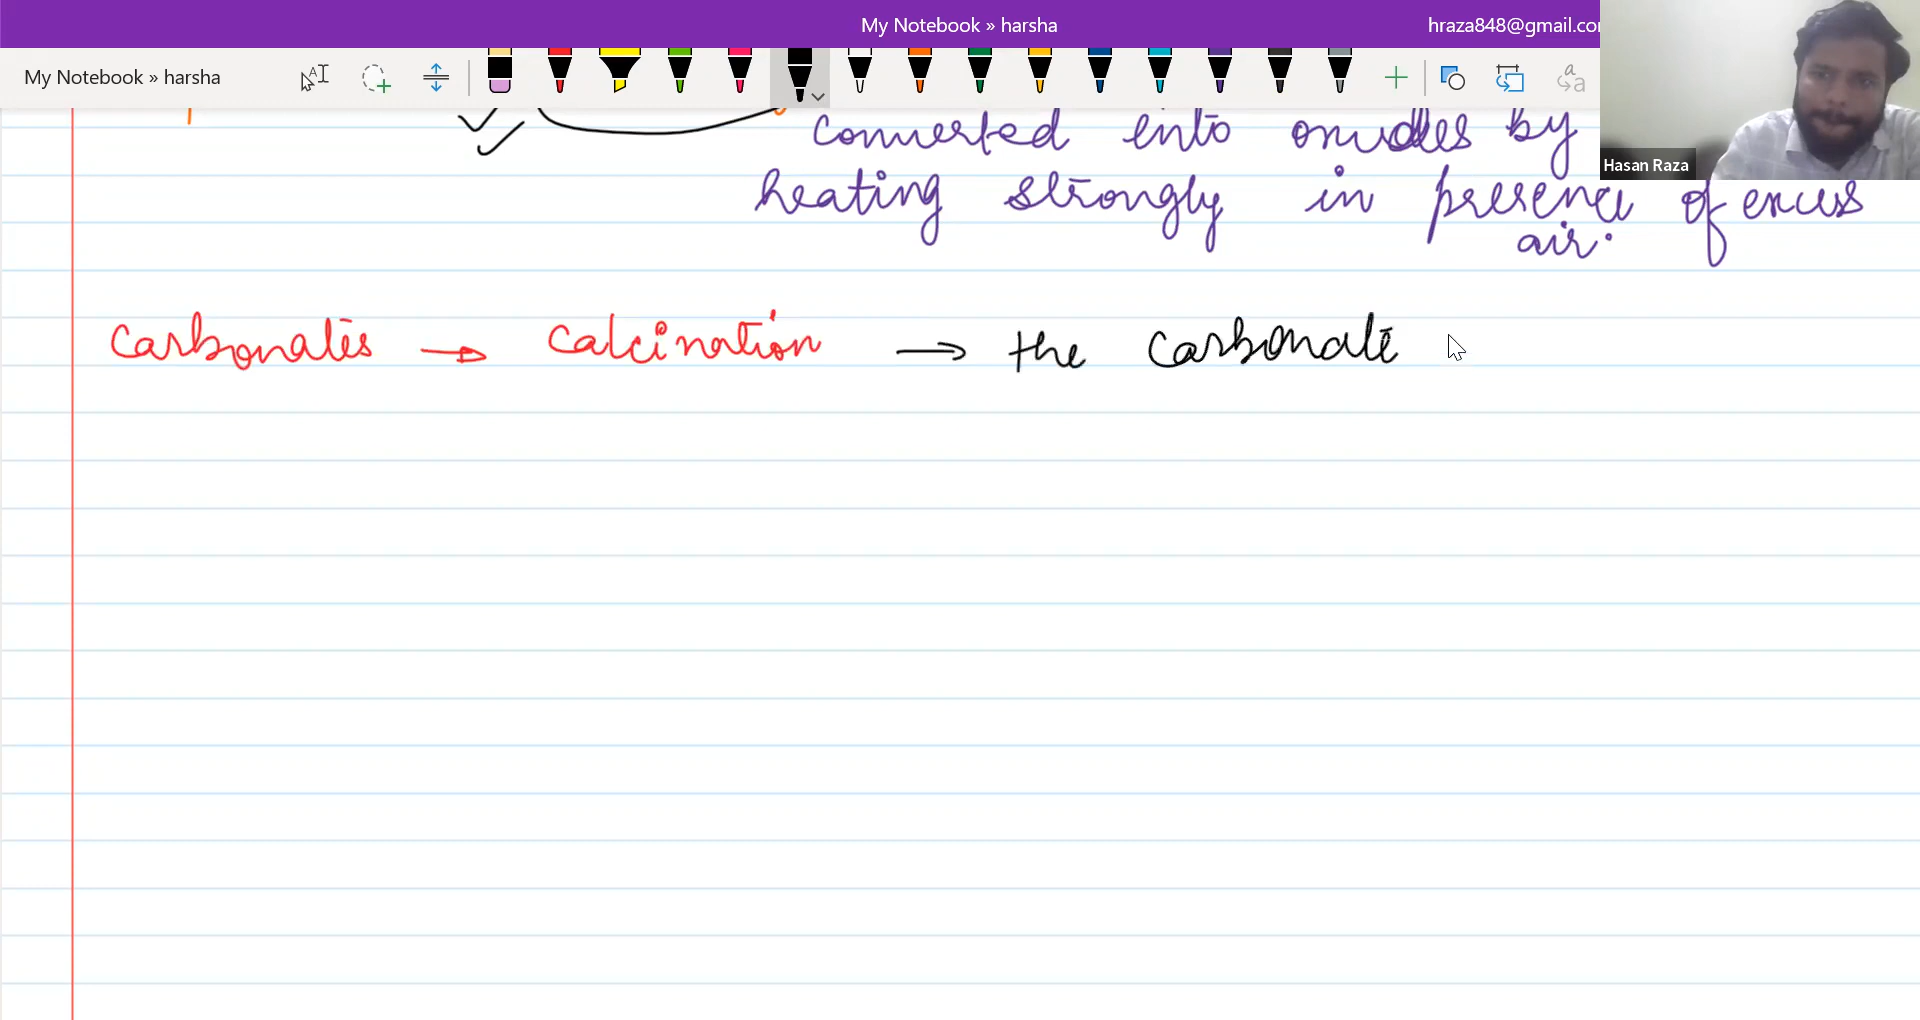 My Notebook » harsha
hraza848@gmail.co
My Notebook » harsha
Hasan Raza
converted into oxides by
heating strongly in presence of excess
air.
Carbonates → Calcination → the Carbonate